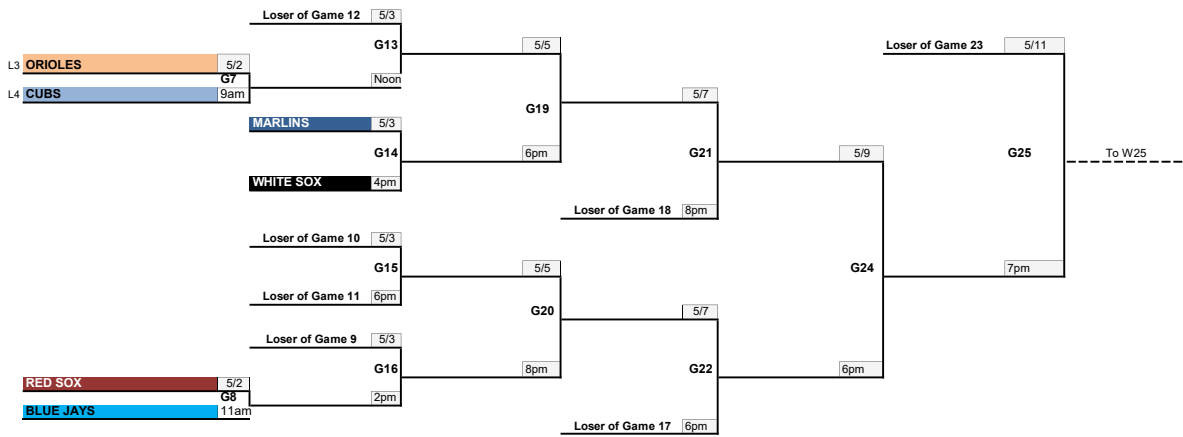 Loser of Game 12 5/3
G13 5/5 Loser of Game 23 5/11
L3 ORIOLES 5/2
G7 Noon
L4 CUBS 9am 5/7
G19
MARLINS 5/3
G14 6pm G21 5/9 G25 To W25
WHITE SOX 4pm
Loser of Game 18 8pm
Loser of Game 10 5/3
G15 5/5 G24 7pm
Loser of Game 11 6pm
G20 5/7
Loser of Game 9 5/3
G16 8pm G22 6pm
RED SOX 5/2
G8 2pm
BLUE JAYS 11am
Loser of Game 17 6pm